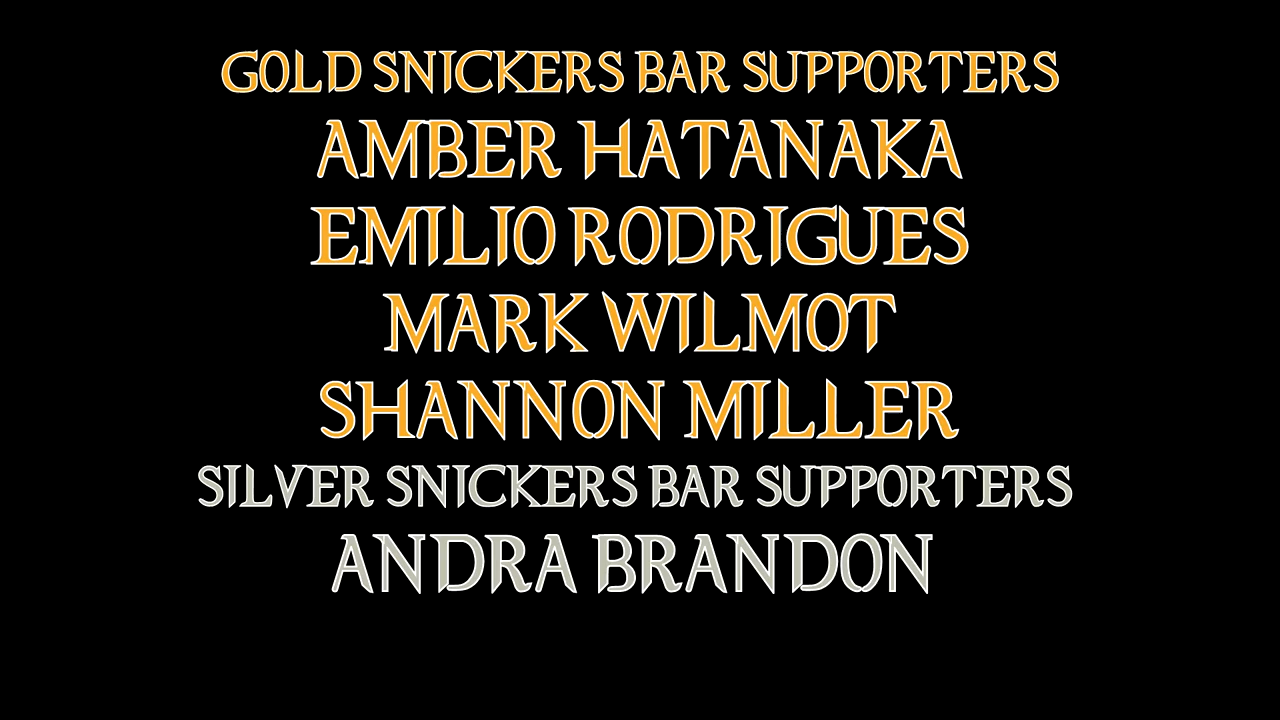 GOLD SNICKERS BAR SUPPORTERS
AMBER HATANAKA
EMILIO RODRIGUES
MARK WILMOT
SHANNON MILLER
SILVER SNICKERS BAR SUPPORTERS
ANDRA BRANDON